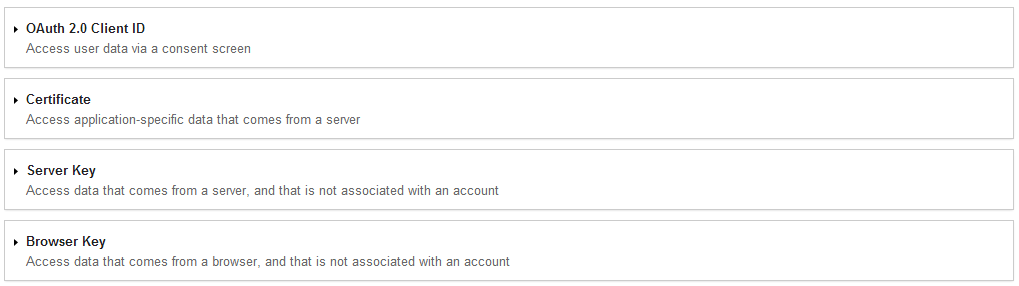 OAuth 2.0 Client ID
Access user data via a consent screen
Certificate
Access application-specific data that comes from a server
Server Key
Access data that comes from a server, and that is not associated with an account
Browser Key
Access data that comes from a browser, and that is not associated with an account